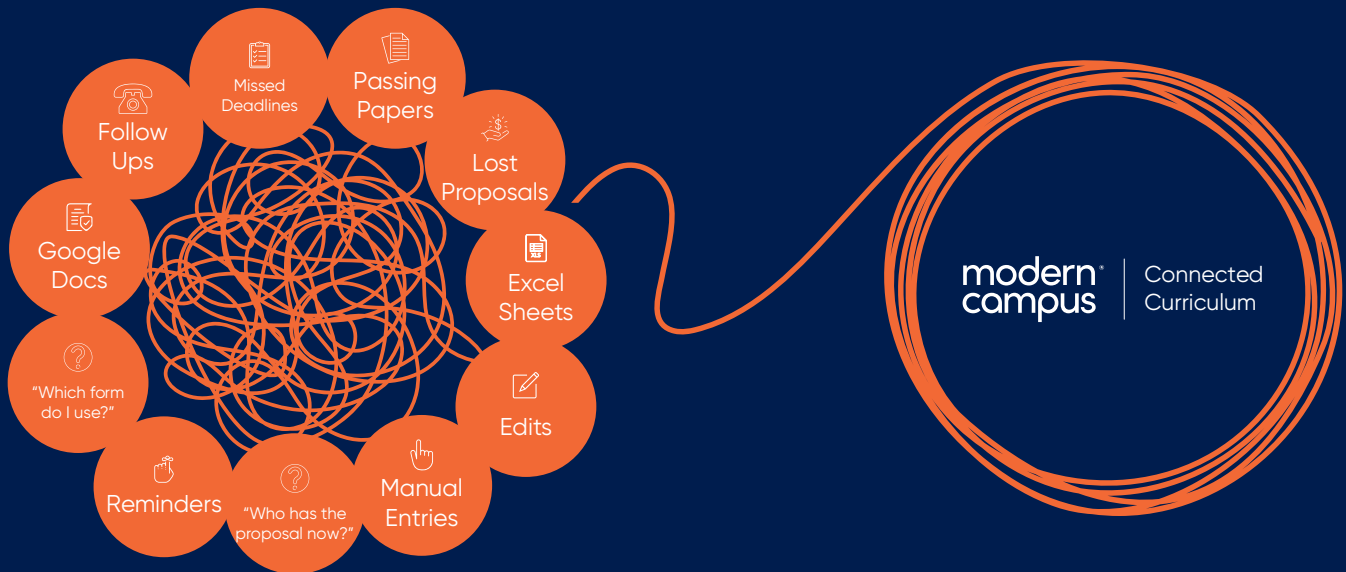 Missed
Deadlines
Passing
Papers
Lost
Proposals
Excel
Sheets
XLS
Edits
Manual
Entries
“Who has the
proposal now?”
Reminders
“Which form
do I use?”
Google
Docs
Follow
Ups
modern®
campus
Connected
Curriculum